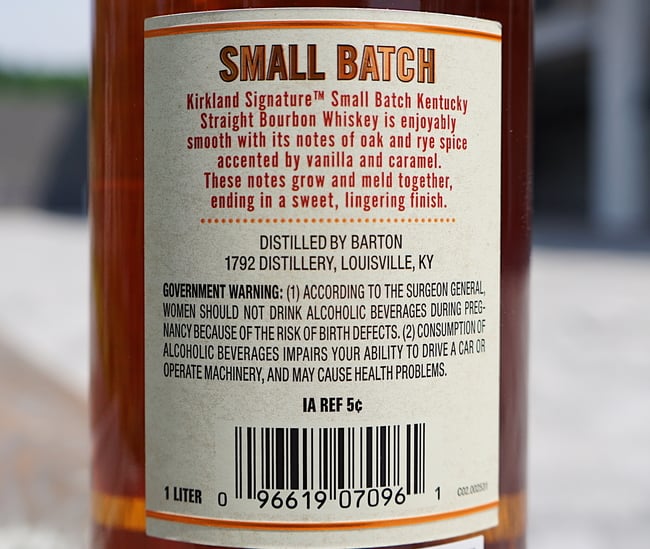 SMALL BATCH
Kirkland Signature™ Small Batch Kentucky
Straight Bourbon Whiskey is enjoyably
smooth with its notes of oak and rye spice
accented by vanilla and caramel.
These notes grow and meld together,
ending in a sweet, lingering finish.
DISTILLED BY BARTON
1792 DISTILLERY, LOUISVILLE, KY
GOVERNMENT WARNING: (1) ACCORDING TO THE SURGEON GENERAL,
WOMEN SHOULD NOT DRINK ALCOHOLIC BEVERAGES DURING PREG-
NANCY BECAUSE OF THE RISK OF BIRTH DEFECTS. (2) CONSUMPTION OF
ALCOHOLIC BEVERAGES IMPAIRS YOUR ABILITY TO DRIVE A CAR OR
OPERATE MACHINERY, AND MAY CAUSE HEALTH PROBLEMS.
IA REF 5¢
1 LITER 0 96619 07096 1